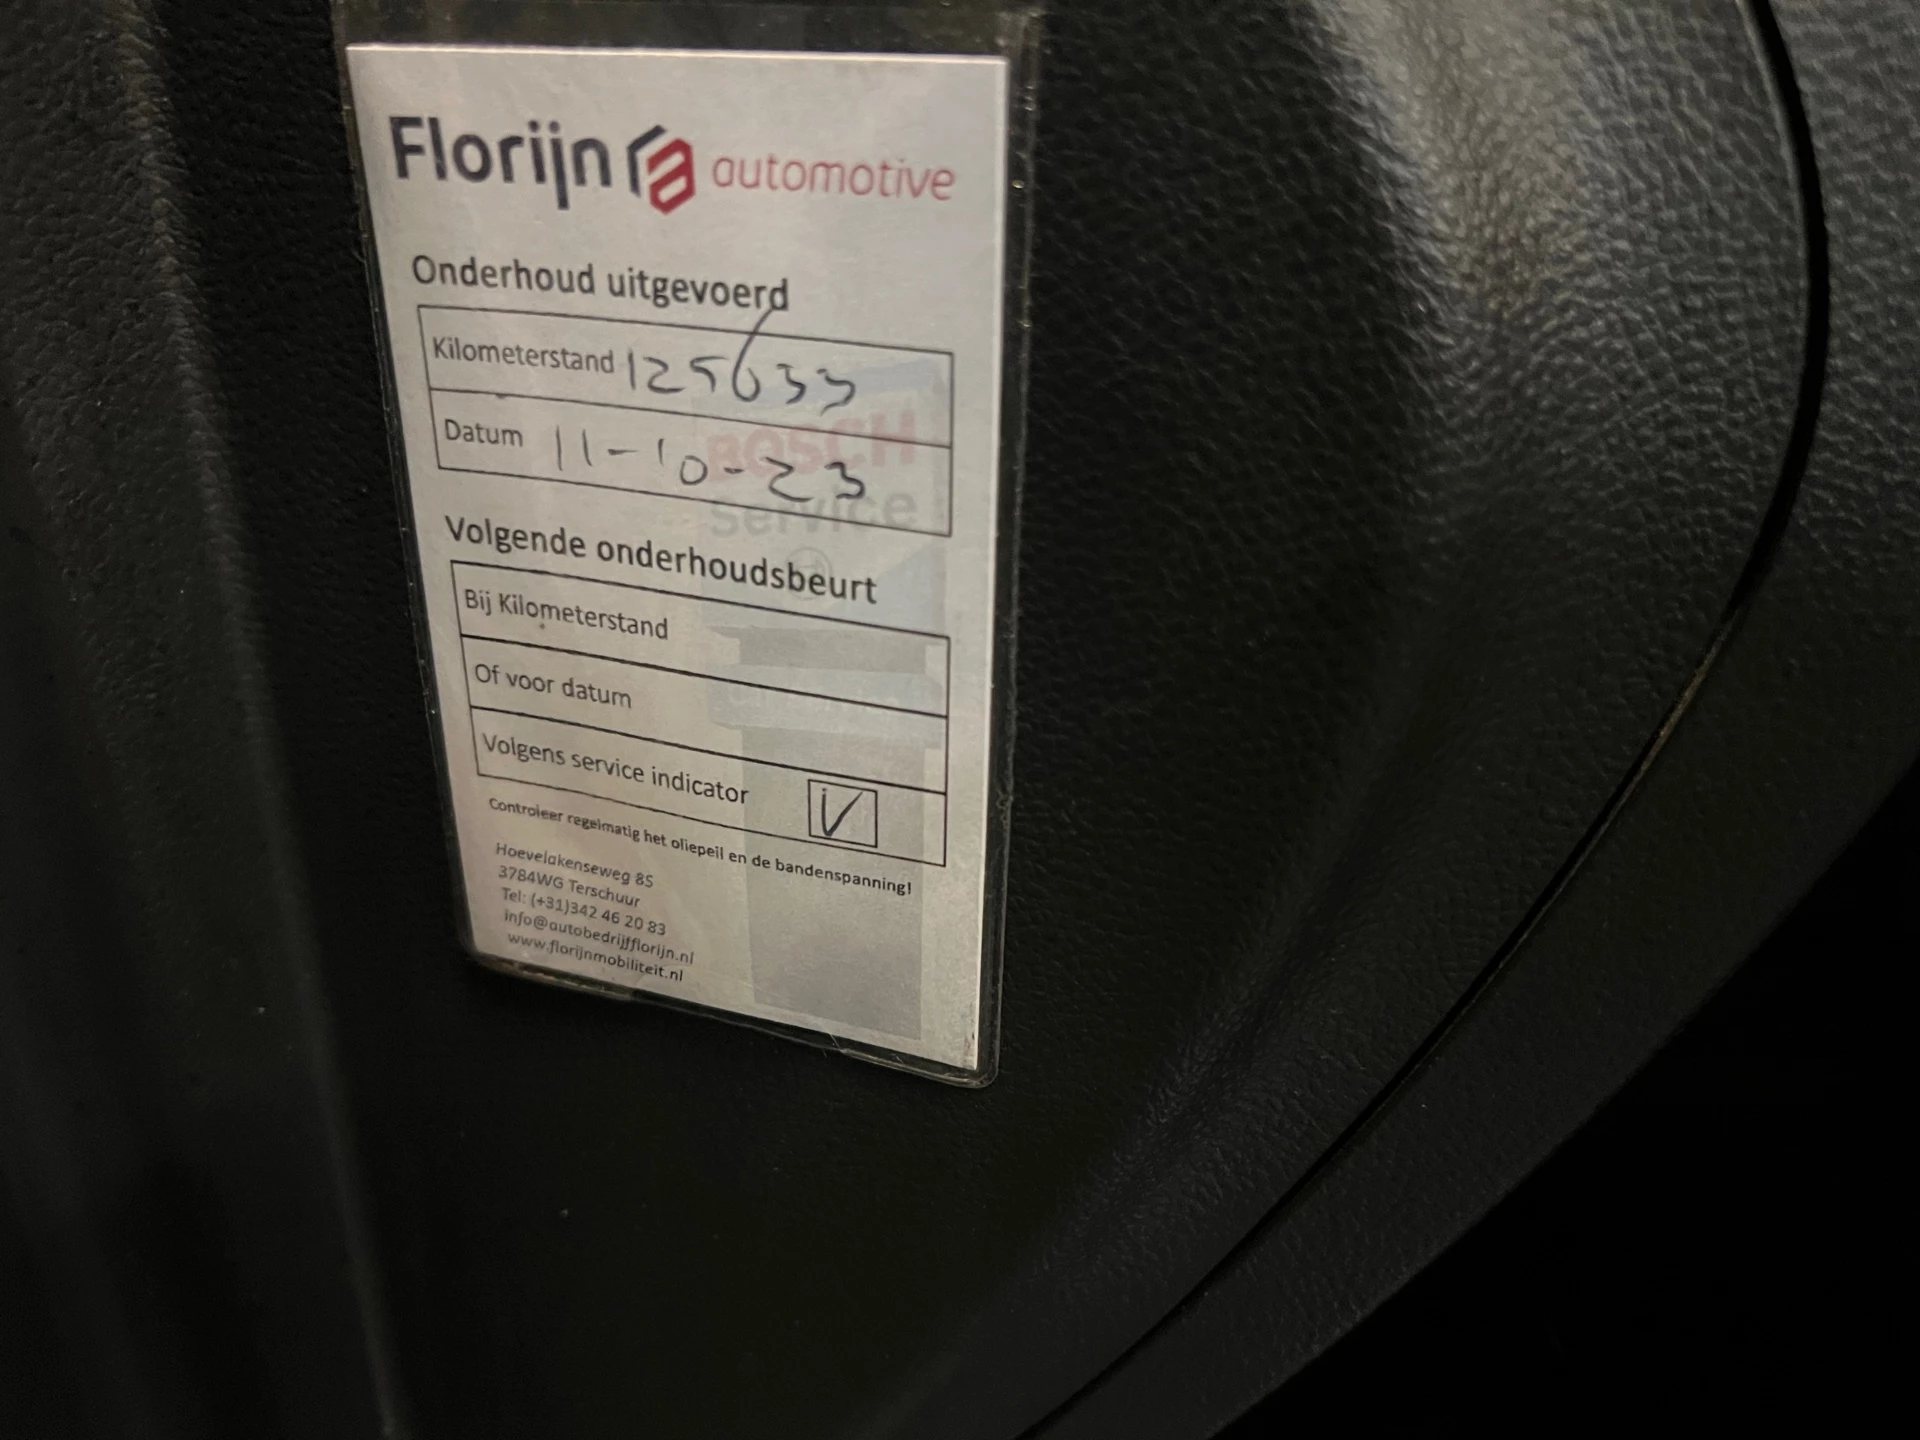 Florijn automotive
Onderhoud uitgevoerd
Kilometerstand 125633
Datum 11-10-23
BOSCH
Service
Volgende onderhoudsbeurt
Bij Kilometerstand
Of voor datum
Volgens service indicator V
Controleer regelmatig het oliepeil en de bandenspanning!
Hoevelakenseweg 85
3784WG Terschuur
Tel: (+31)342 46 20 83
info@autobedrijfflorijn.nl
www.florijnmobiliteit.nl